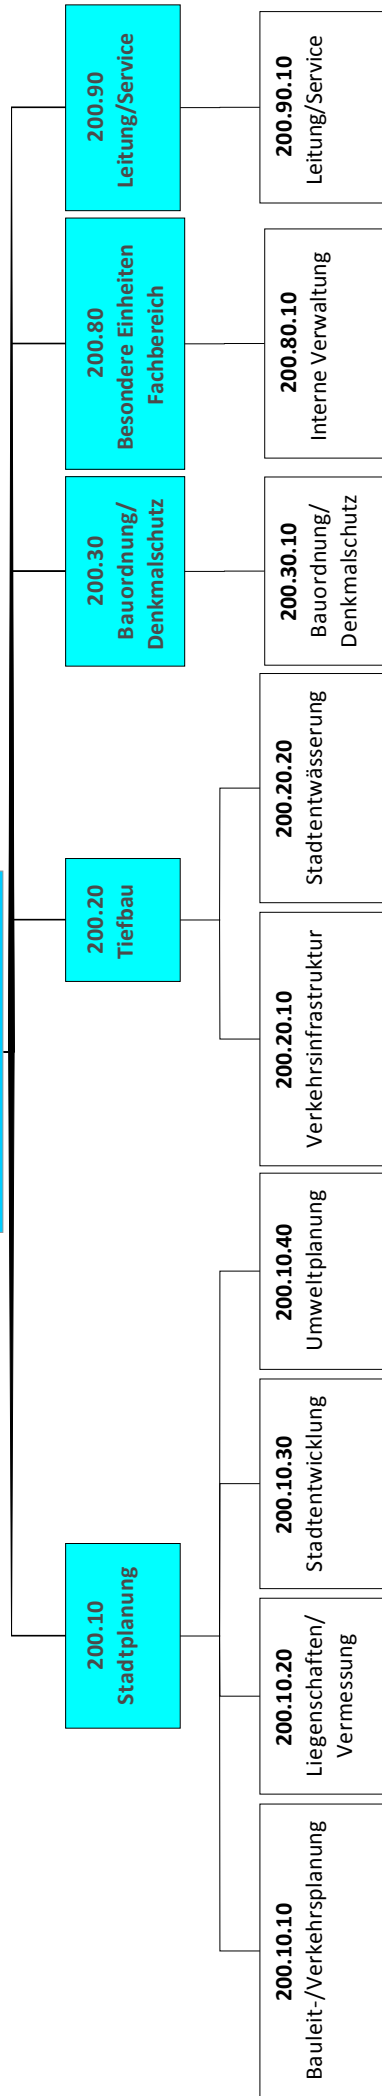 200.10
Stadtplanung
200.20
Tiefbau
200.30
Bauordnung/
Denkmalschutz
200.80
Besondere Einheiten
Fachbereich
200.90
Leitung/Service
200.10.10
Bauleit-/Verkehrsplanung
200.10.20
Liegenschaften/
Vermessung
200.10.30
Stadtentwicklung
200.10.40
Umweltplanung
200.20.10
Verkehrsinfrastruktur
200.20.20
Stadtentwässerung
200.30.10
Bauordnung/
Denkmalschutz
200.80.10
Interne Verwaltung
200.90.10
Leitung/Service